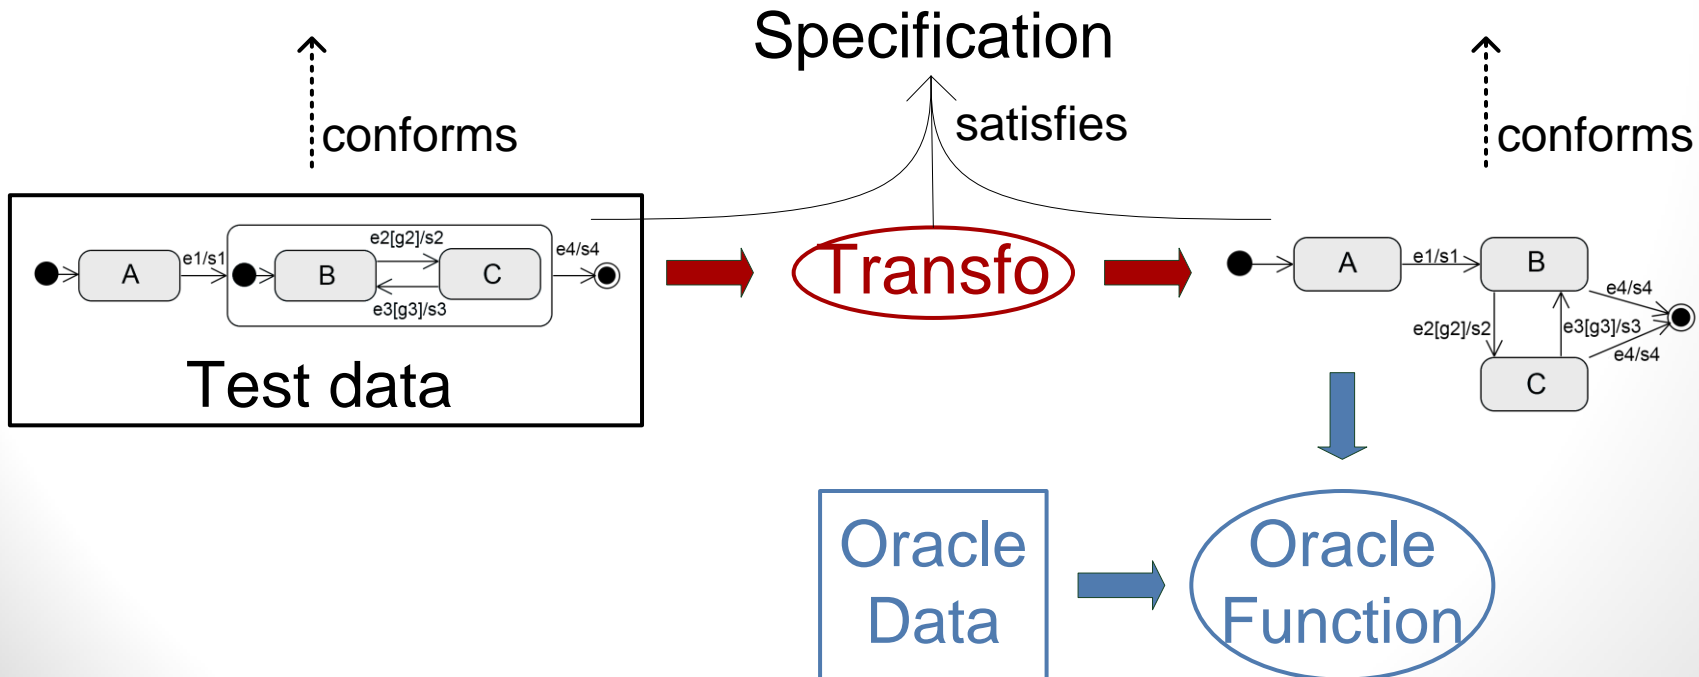 Specification
conforms
satisfies
conforms
A
e1/s1
B
e2[g2]/s2
C
e3[g3]/s3
e4/s4
Test data
Transfo
A
e1/s1
B
e4/s4
e2[g2]/s2
e3[g3]/s3
e4/s4
C
Oracle
Data
Oracle
Function